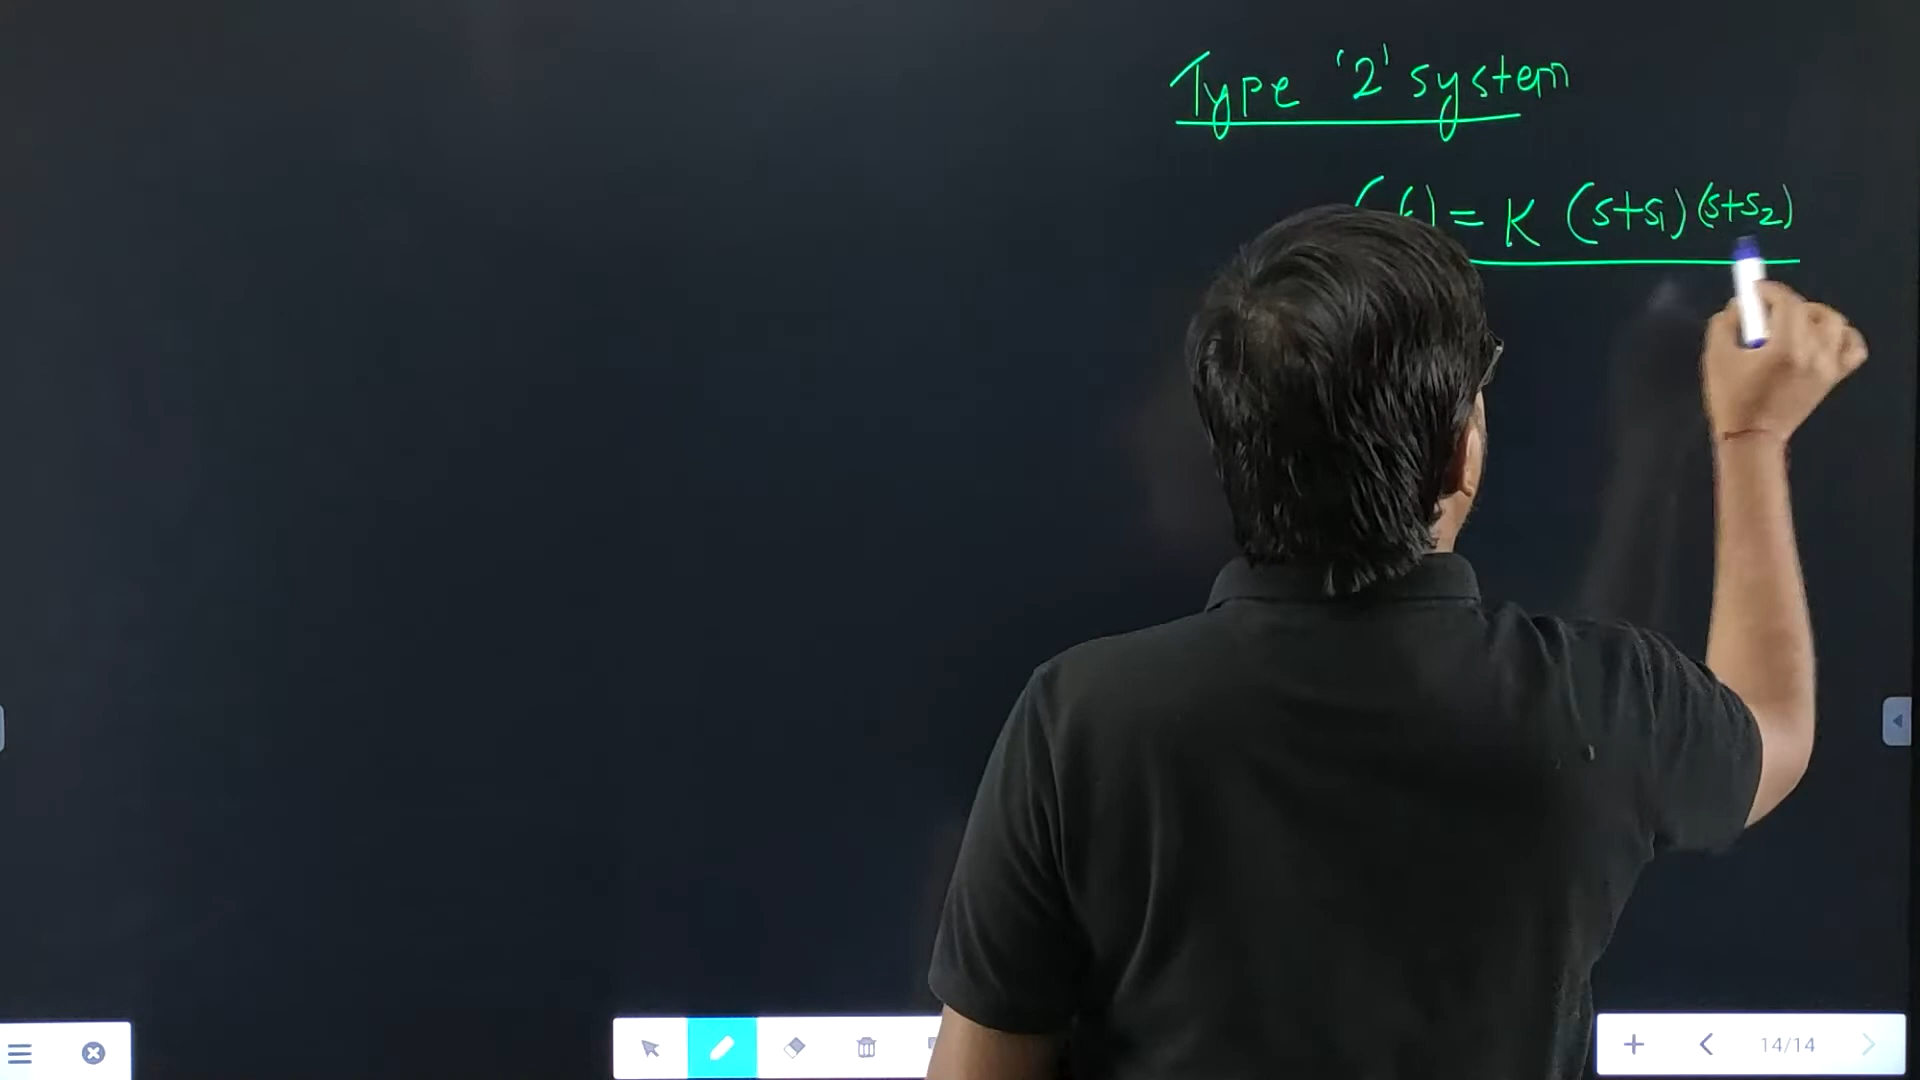 Type '2' system
) = K (s+s₁)(s+s₂)
14/14